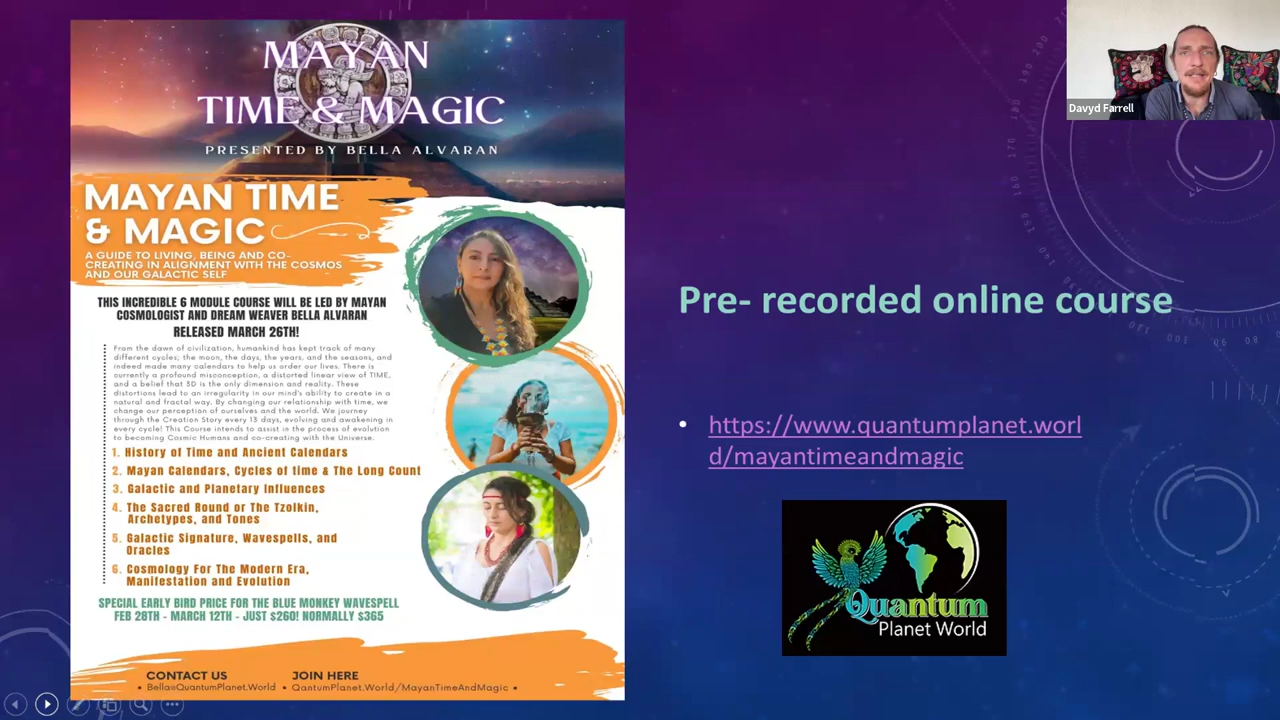 MAYAN
TIME & MAGIC
PRESENTED BY BELLA ALVARAN
MAYAN TIME
& MAGIC
A GUIDE TO LIVING, BEING AND CO-
CREATING IN ALIGNMENT WITH THE COSMOS
AND OUR GALACTIC SELF
THIS INCREDIBLE 6 MODULE COURSE WILL BE LED BY MAYAN
COSMOLOGIST AND DREAM WEAVER BELLA ALVARAN
RELEASED MARCH 26TH!
From the dawn of civilization, humankind has kept track of many
different cycles; the moon, the days, the years, and the seasons, and
indeed made many calendars to help us order our lives. There is
currently a profound misconception, a distorted linear view of TIME,
and a belief that 3D is the only dimension and reality. These
distortions lead to an irregularity in our mind's ability to create in a
natural and fractal way. By changing our relationship with time, we
change our perception of ourselves and the world. We journey
through the Creation Story every 13 days, evolving and awakening in
every cycle! This Course intends to assist in the process of evolution
to becoming Cosmic Humans and co-creating with the Universe.
1. History of Time and Ancient Calendars
2. Mayan Calendars, Cycles of time & The Long Count
3. Galactic and Planetary Influences
4. The Sacred Round or The Tzolkin,
Archetypes, and Tones
5. Galactic Signature, Wavespells, and
Oracles
6. Cosmology For The Modern Era,
Manifestation and Evolution
SPECIAL EARLY BIRD PRICE FOR THE BLUE MONKEY WAVESPELL
FEB 28TH - MARCH 12TH - JUST $260! NORMALLY $365
CONTACT US
JOIN HERE
• Bella@QuantumPlanet.World • QantumPlanet.World/MayanTimeAndMagic •
Pre- recorded online course
• https://www.quantumplanet.worl
d/mayantimeandmagic
Quantum
Planet World
Davyd Farrell